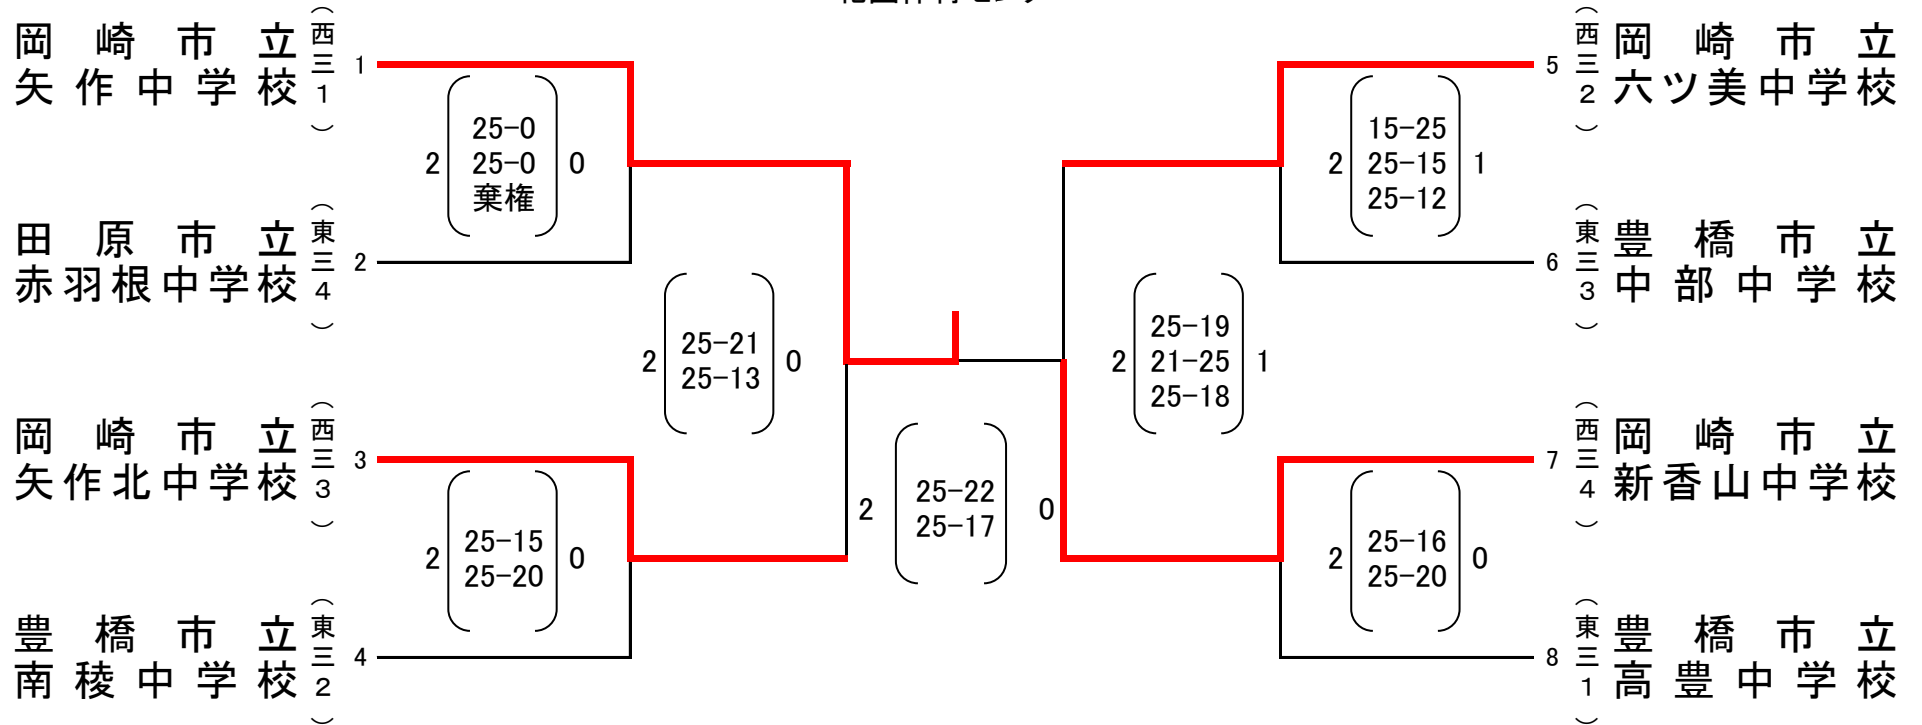 岡崎市立
矢作中学校
（西三1）
1
25-0
25-0
棄権
2
0
田原市立
赤羽根中学校
（東三4）
2
25-21
25-13
2
0
岡崎市立
矢作北中学校
（西三3）
3
25-15
25-20
2
0
豊橋市立
南稜中学校
（東三2）
4
25-22
25-17
2
0
5
（西三2）
岡崎市立
六ツ美中学校
15-25
25-15
25-12
2
1
6
（東三3）
豊橋市立
中部中学校
25-19
21-25
25-18
2
1
7
（西三4）
岡崎市立
新香山中学校
25-16
25-20
2
0
8
（東三1）
豊橋市立
高豊中学校